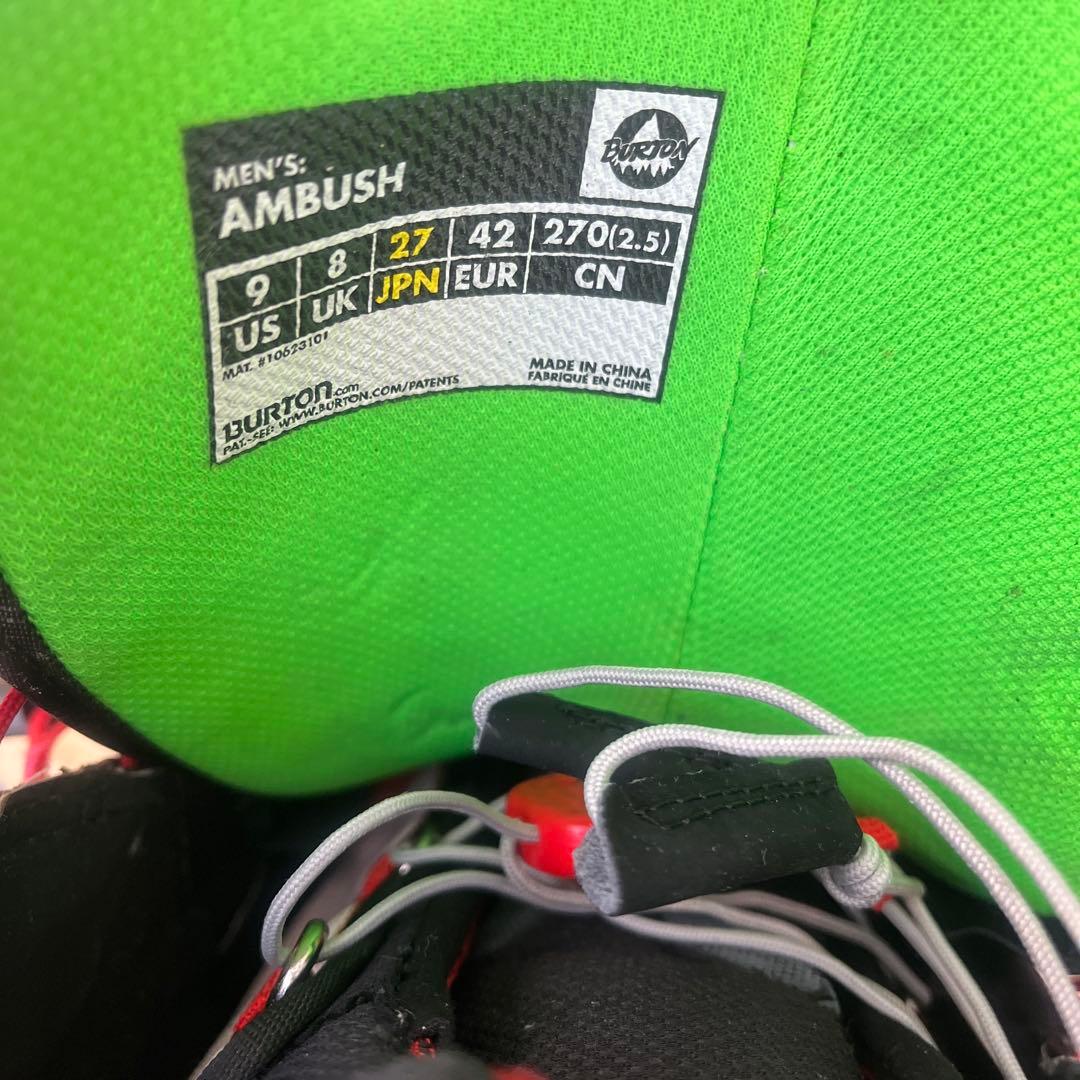 BURTON
MEN'S:
AMBUSH
9 8 27 42 270(2.5)
US UK JPN EUR CN
MAT. #10623101
MADE IN CHINA
FABRIQUÉ EN CHINE
BURTON.com
PAT.-SEE: WWW.BURTON.COM/PATENTS